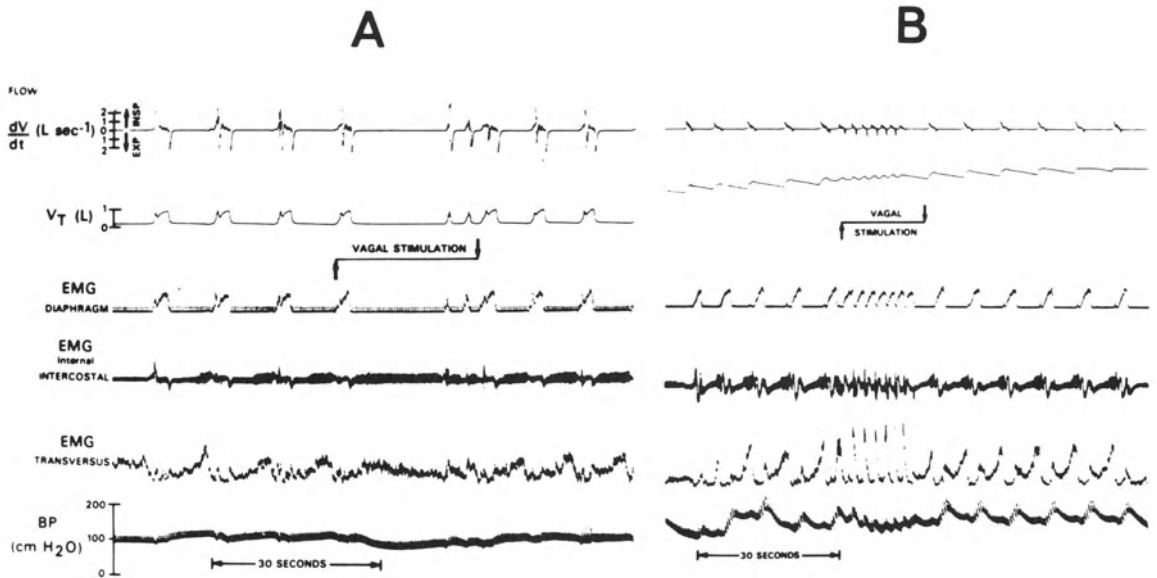 A
B
FLOW
dV/dt (L sec-1)
2
1
0
1
2
INSP
EXP
VT (L)
1
0
VAGAL STIMULATION
VAGAL
STIMULATION
EMG
DIAPHRAGM
EMG
Internal
INTERCOSTAL
EMG
TRANSVERSUS
BP
(cm H2O)
200
100
0
30 SECONDS
30 SECONDS